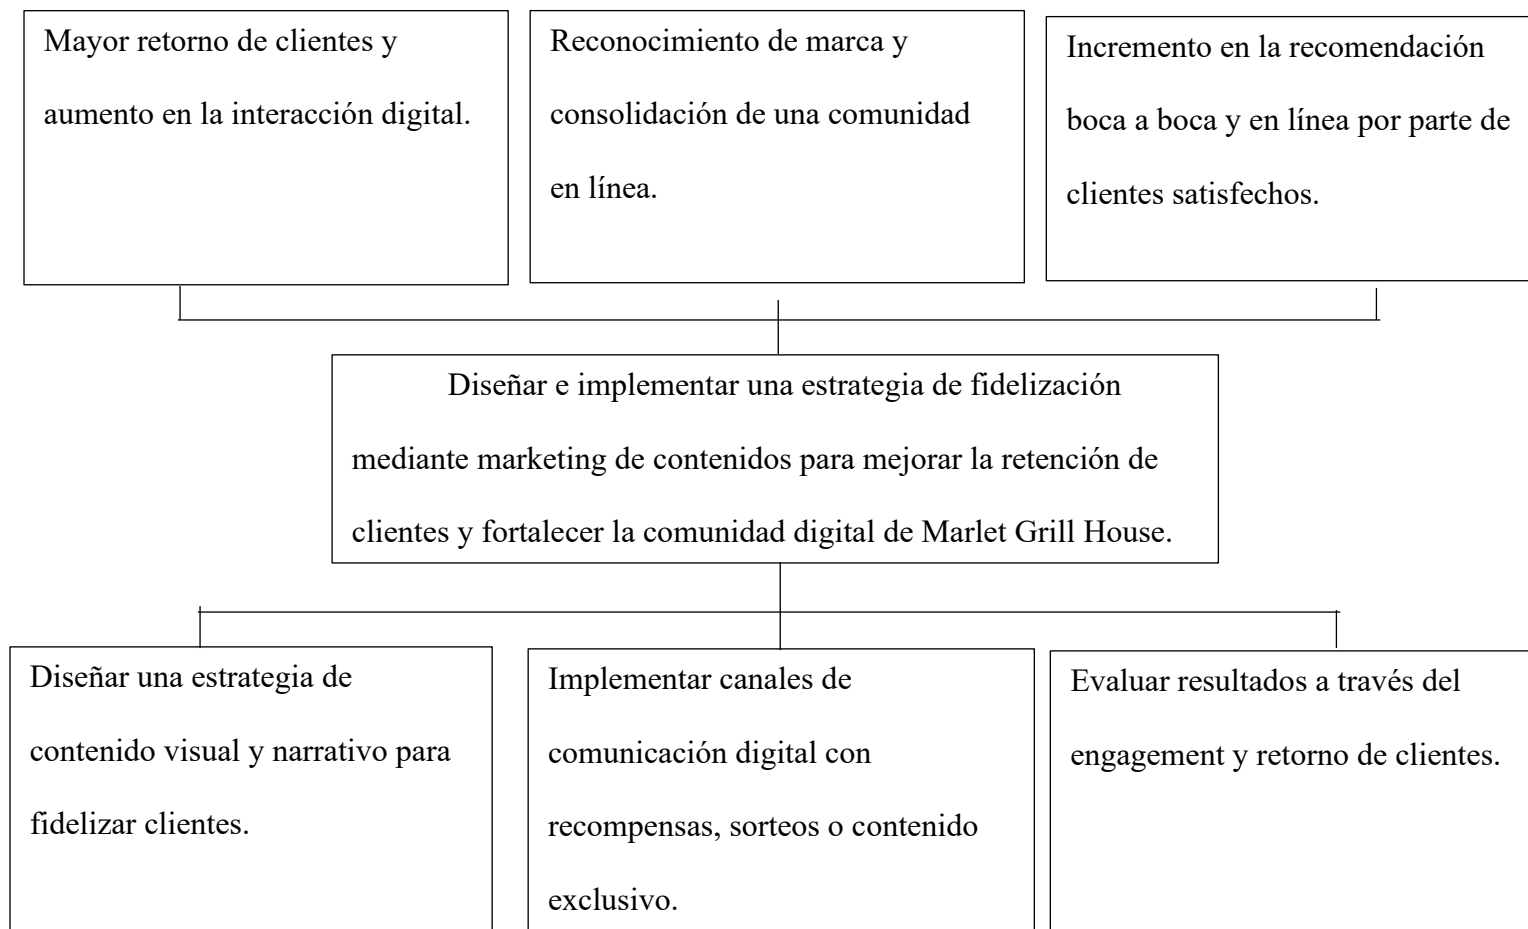 Mayor retorno de clientes y
aumento en la interacción digital.
Reconocimiento de marca y
consolidación de una comunidad
en línea.
Incremento en la recomendación
boca a boca y en línea por parte de
clientes satisfechos.
Diseñar e implementar una estrategia de fidelización
mediante marketing de contenidos para mejorar la retención de
clientes y fortalecer la comunidad digital de Marlet Grill House.
Diseñar una estrategia de
contenido visual y narrativo para
fidelizar clientes.
Implementar canales de
comunicación digital con
recompensas, sorteos o contenido
exclusivo.
Evaluar resultados a través del
engagement y retorno de clientes.